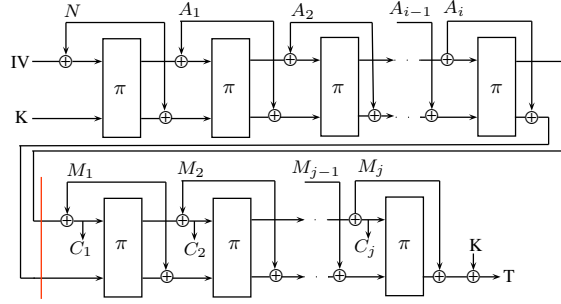 N A₁ A₂ Aᵢ₋₁ Aᵢ
IV
π π π π
K
M₁ M₂ Mⱼ₋₁ Mⱼ
C₁ C₂ Cⱼ K
π π π
T